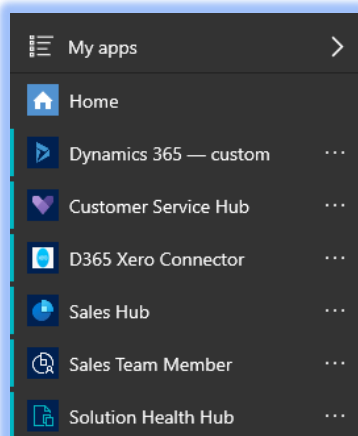 My apps
Home
Dynamics 365 — custom
Customer Service Hub
D365 Xero Connector
Sales Hub
Sales Team Member
Solution Health Hub